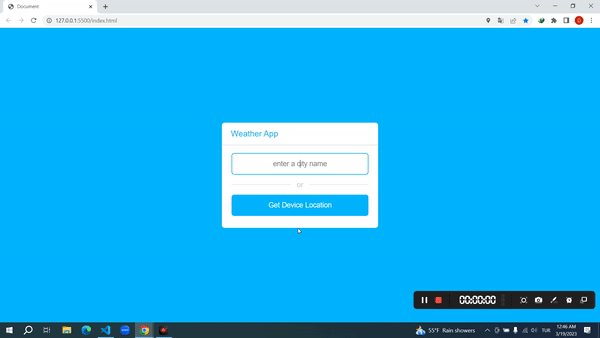 Document
127.0.0.1:5500/index.html
Weather App
enter a city name
or
Get Device Location
00:00:00
55°F Rain showers
TUR
12:46 AM
3/19/2023